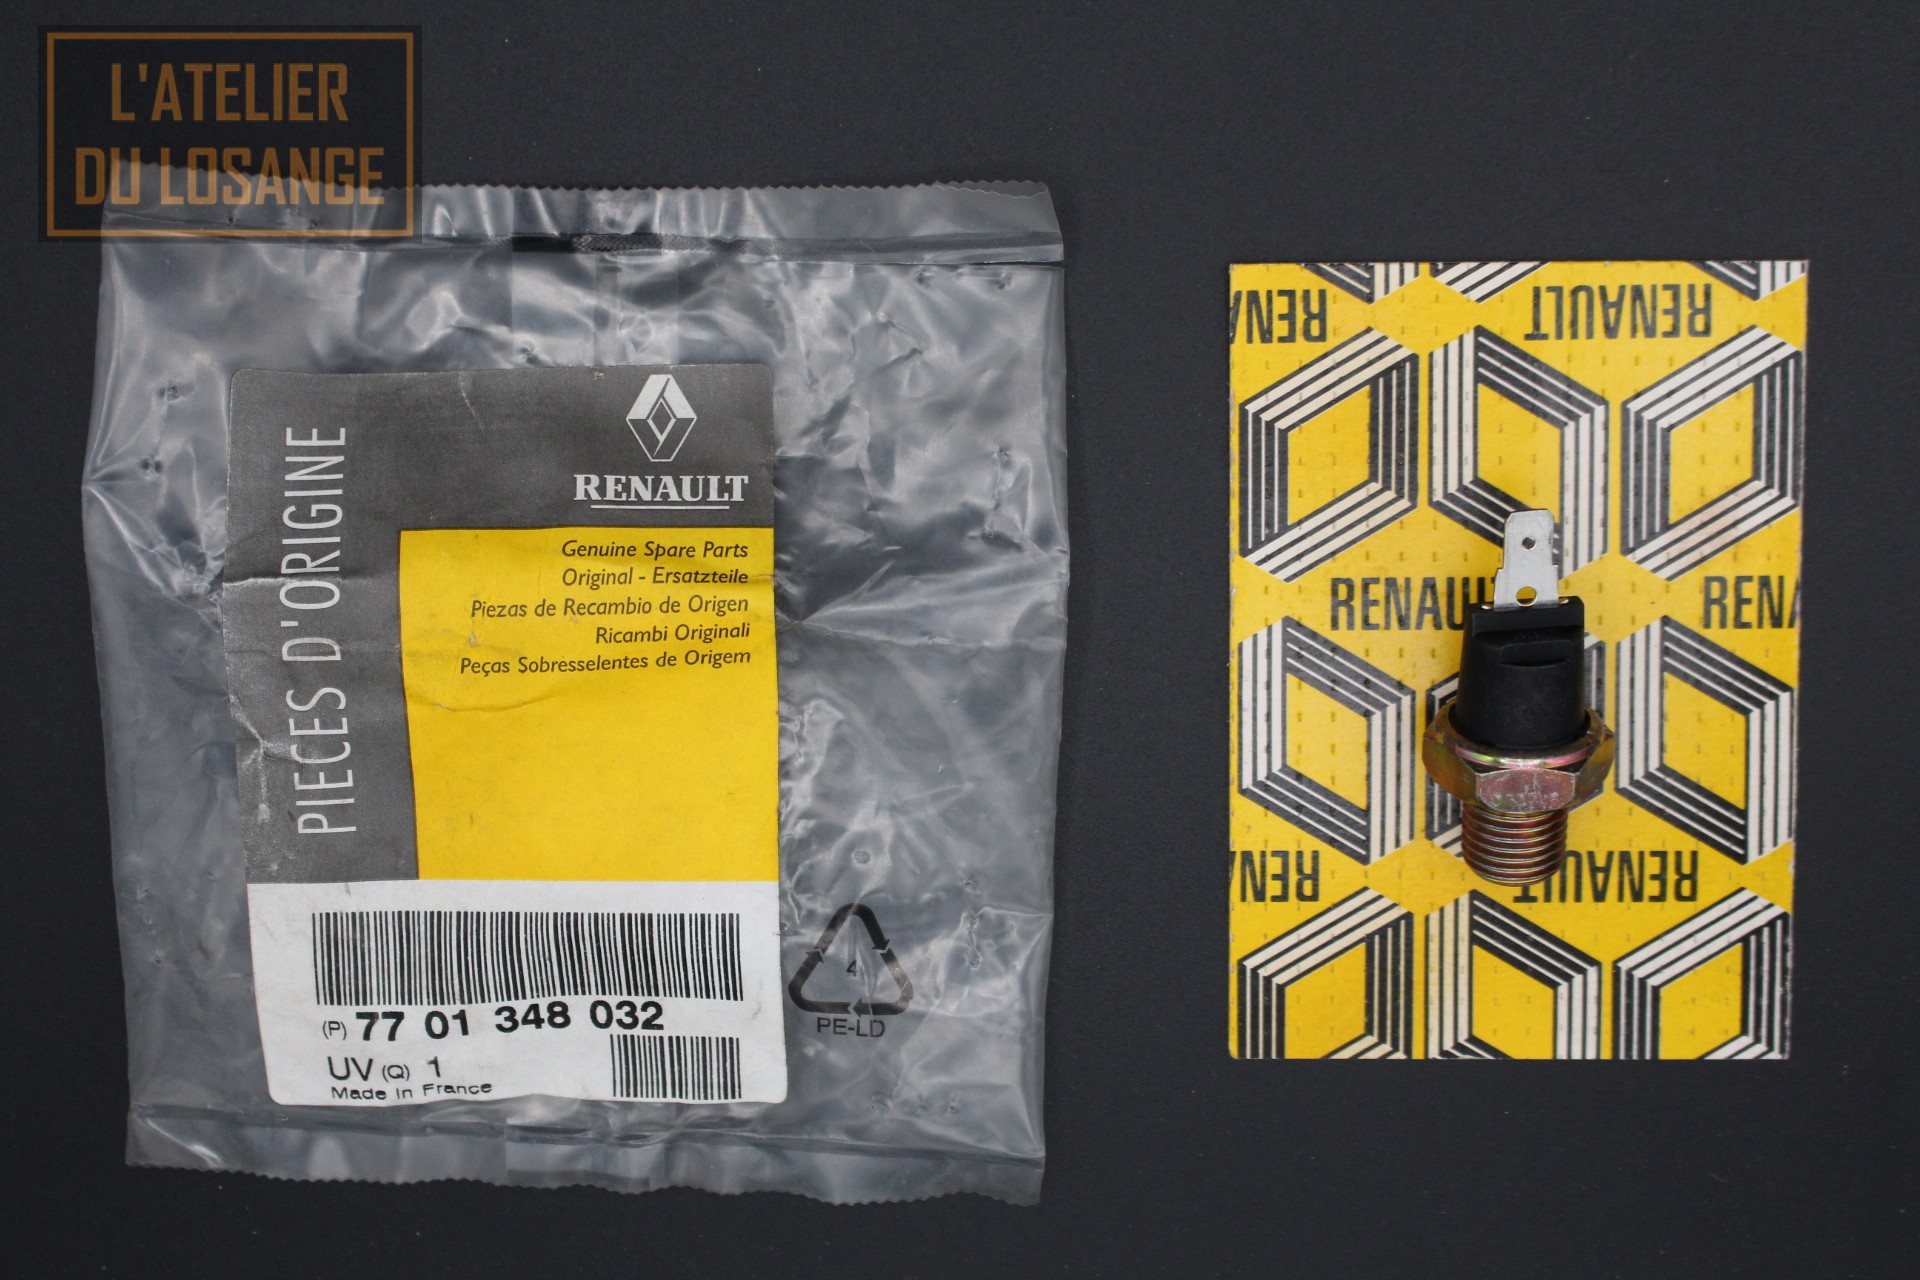 L'ATELIER
DU LOSANGE
PIECES D'ORIGINE
RENAULT
Genuine Spare Parts
Original - Ersatzteile
Piezas de Recambio de Origen
Ricambi Originali
Peças Sobresselentes de Origem
(P) 77 01 348 032
UV (Q) 1
Made in France
4
PE-LD
RENAULT
RENAULT
RENAULT
RENAULT
RENAULT
RENAULT